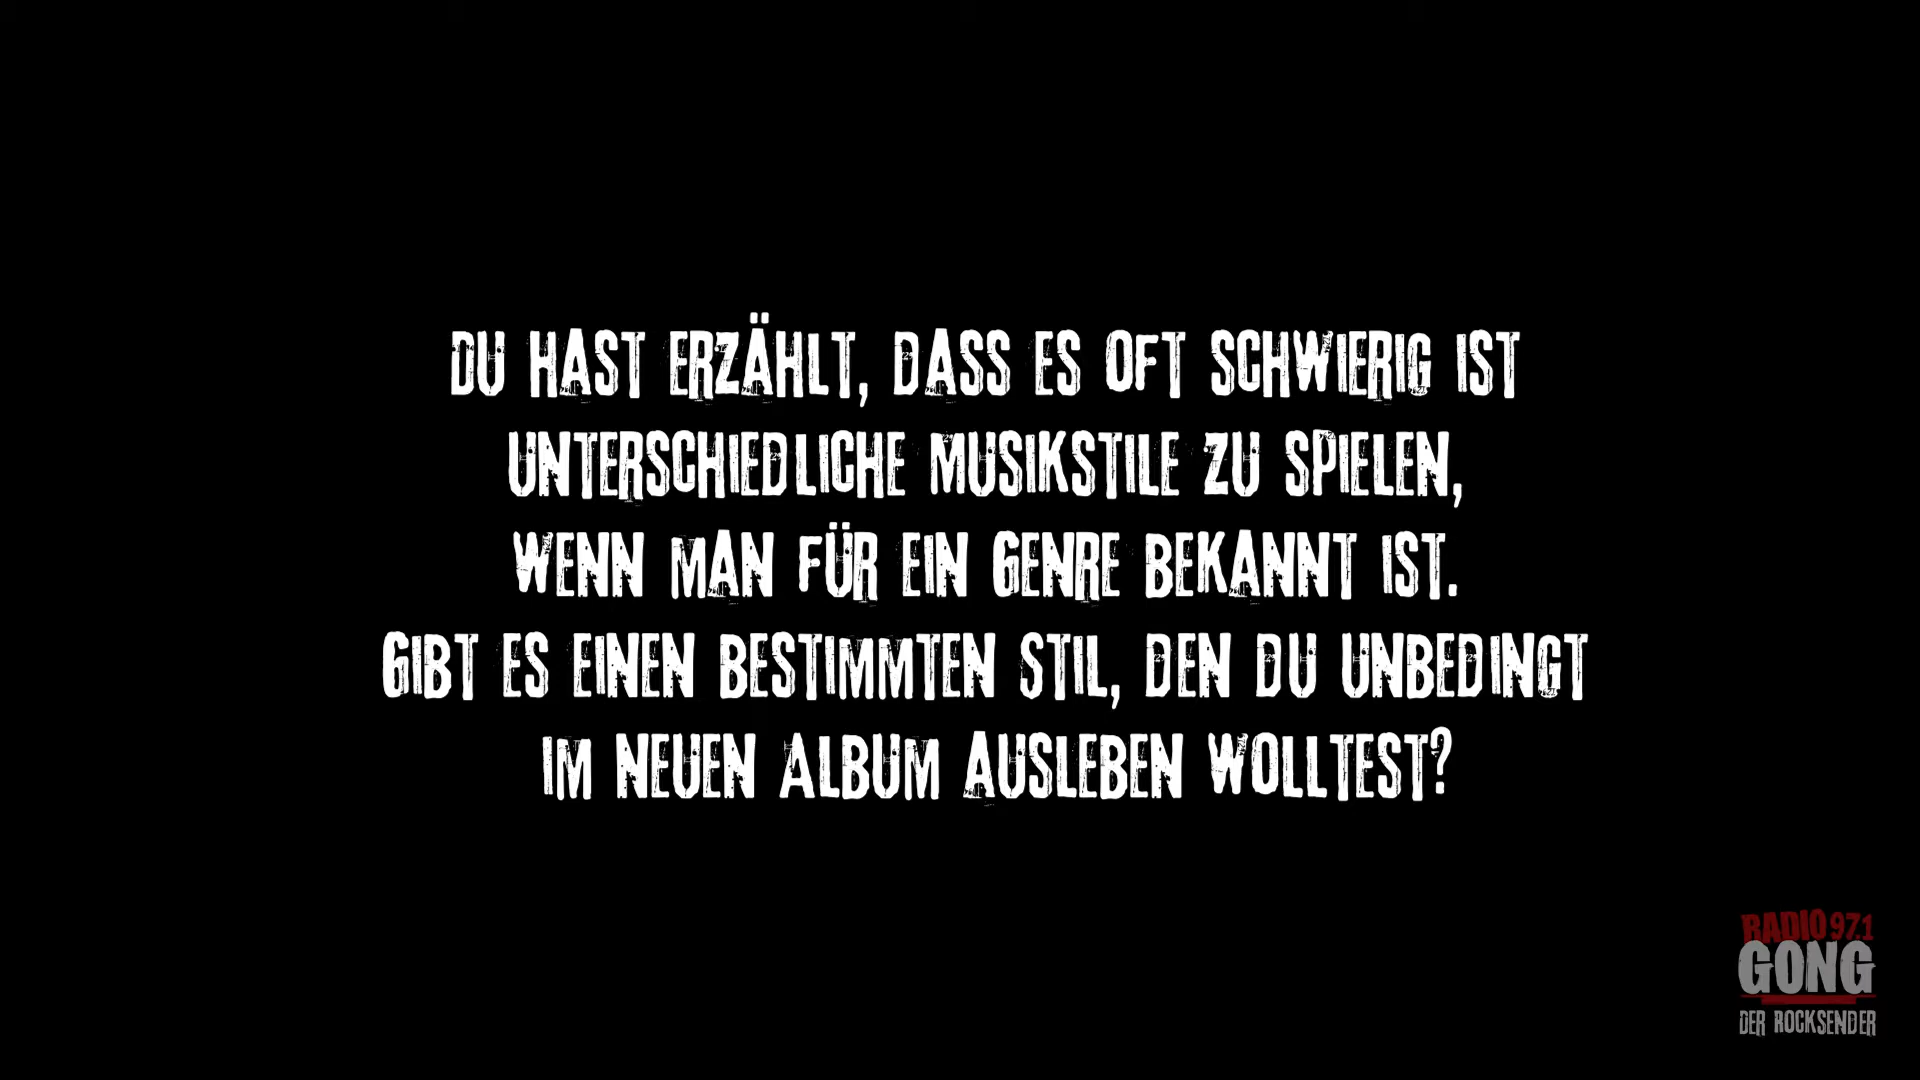 DU HAST ERZÄHLT, DASS ES OFT SCHWIERIG IST
UNTERSCHIEDLICHE MUSIKSTILE ZU SPIELEN,
WENN MAN FÜR EIN GENRE BEKANNT IST.
GIBT ES EINEN BESTIMMTEN STIL, DEN DU UNBEDINGT
IM NEUEN ALBUM AUSLEBEN WOLLTEST?
RADIO 97.1
GONG
DER ROCKSENDER